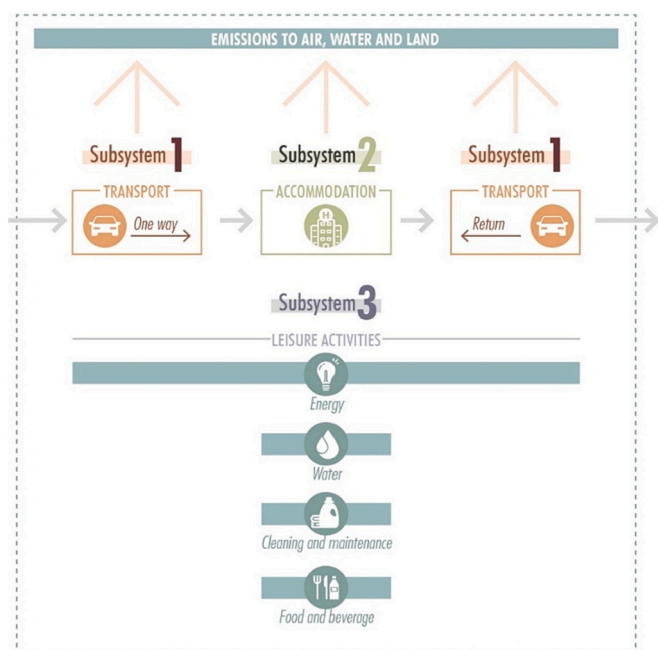 EMISSIONS TO AIR, WATER AND LAND
Subsystem 1
Subsystem 2
Subsystem 1
TRANSPORT
ACCOMMODATION
TRANSPORT
One way
H
Return
Subsystem 3
LEISURE ACTIVITIES
Energy
Water
Cleaning and maintenance
Food and beverage